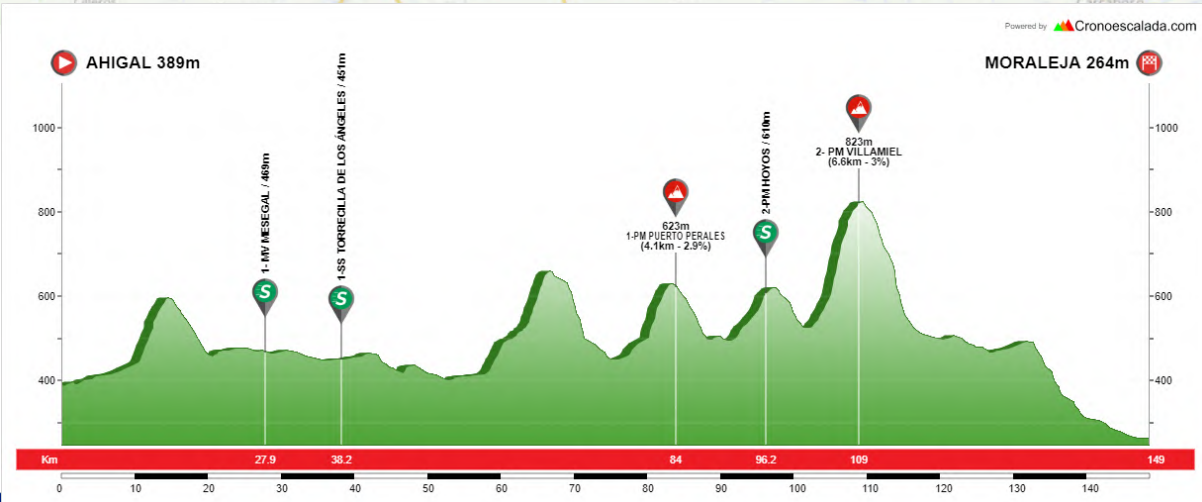 Powered by Cronoescalada.com
AHIGAL 389m
MORALEJA 264m
1- MV MESEGAL / 469m
1-SS TORRECILLA DE LOS ÁNGELES / 451m
623m
1-PM PUERTO PERALES
(4.1km - 2.9%)
2-PM HOYOS / 610m
823m
2- PM VILLAMIEL
(6.6km - 3%)
S
S
S
1000
800
600
400
1000
800
600
400
Km 27.9 38.2 84 96.2 109 149
0 10 20 30 40 50 60 70 80 90 100 110 120 130 140